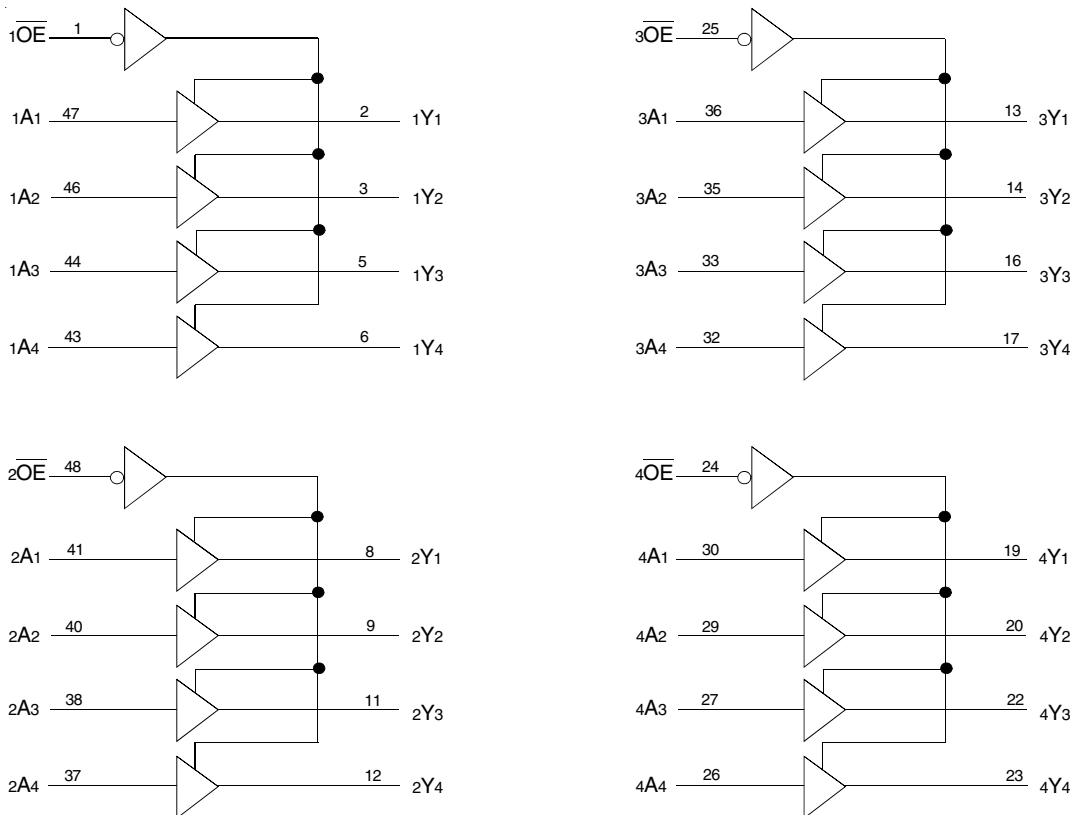 1OE 1
1A1 47 2 1Y1
1A2 46 3 1Y2
1A3 44 5 1Y3
1A4 43 6 1Y4
3OE 25
3A1 36 13 3Y1
3A2 35 14 3Y2
3A3 33 16 3Y3
3A4 32 17 3Y4
2OE 48
2A1 41 8 2Y1
2A2 40 9 2Y2
2A3 38 11 2Y3
2A4 37 12 2Y4
4OE 24
4A1 30 19 4Y1
4A2 29 20 4Y2
4A3 27 22 4Y3
4A4 26 23 4Y4